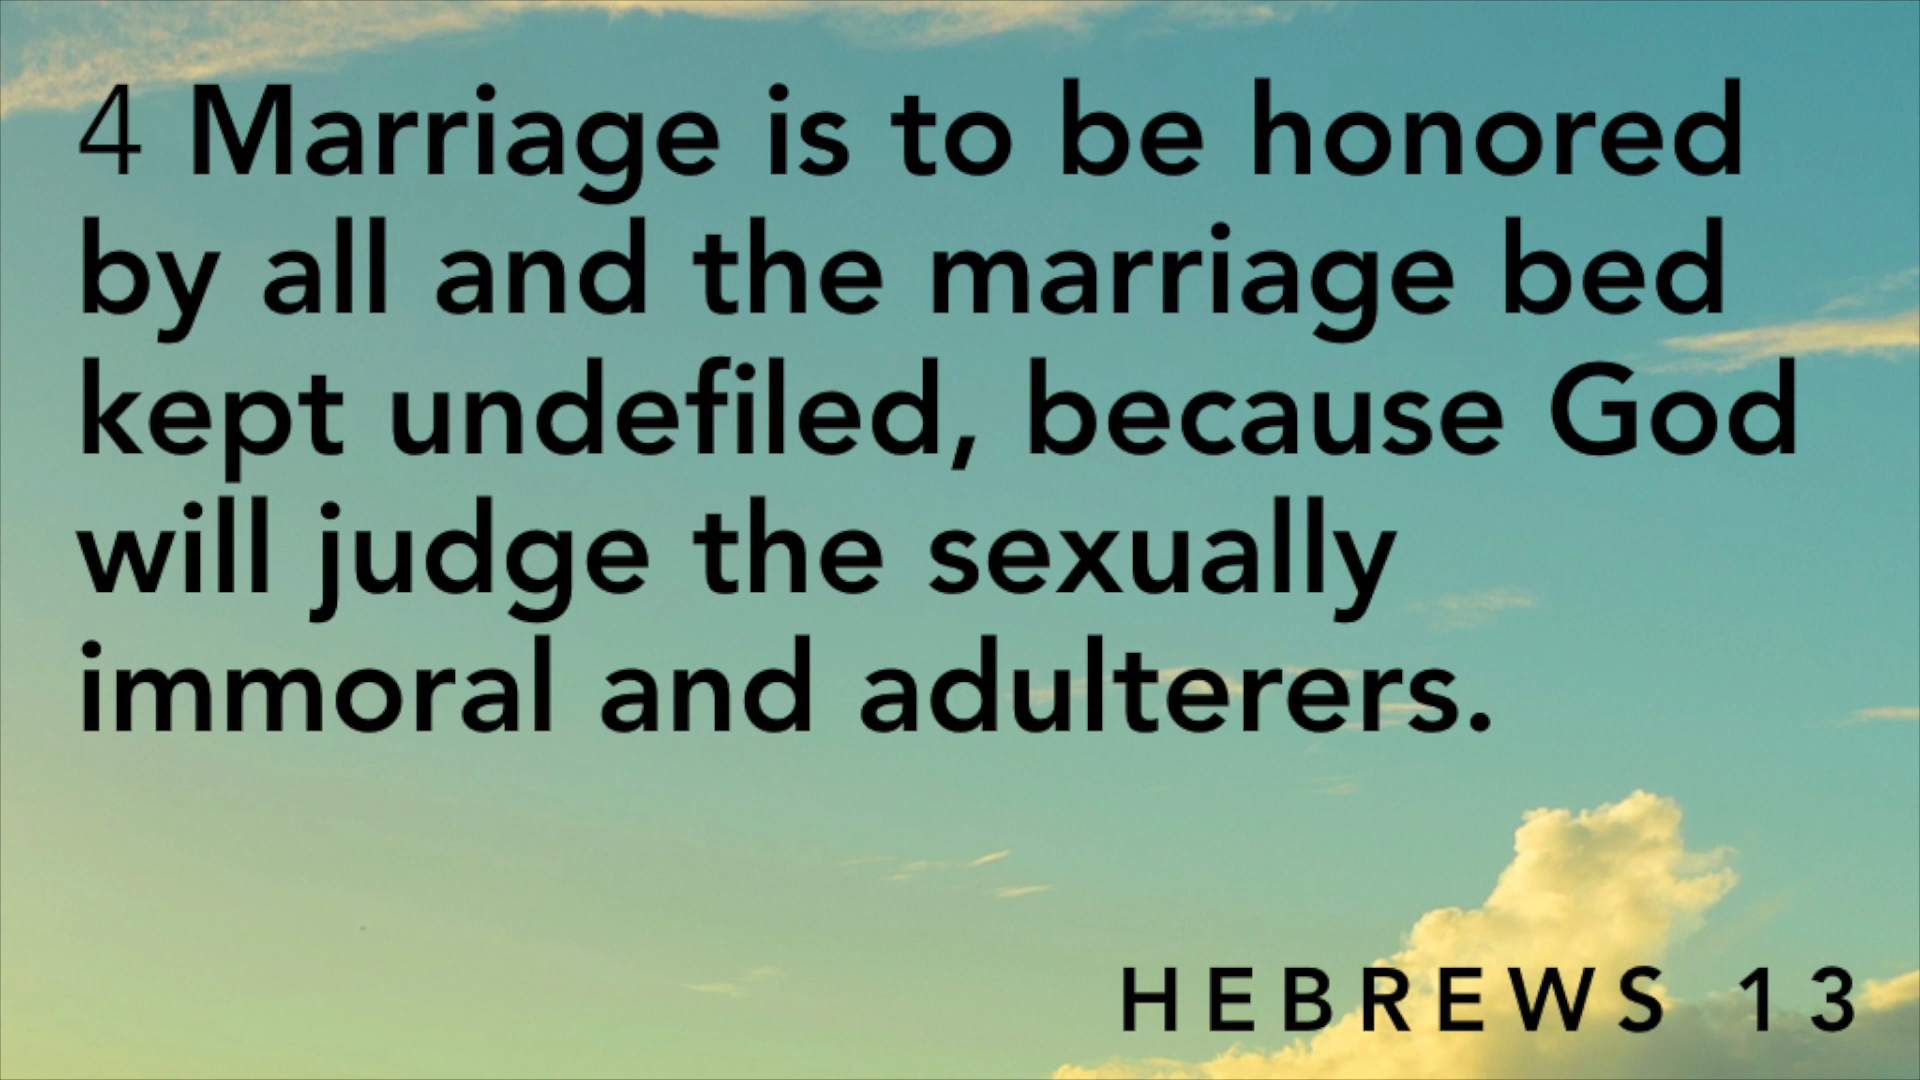 4 Marriage is to be honored
by all and the marriage bed
kept undefiled, because God
will judge the sexually
immoral and adulterers.
HEBREWS 13